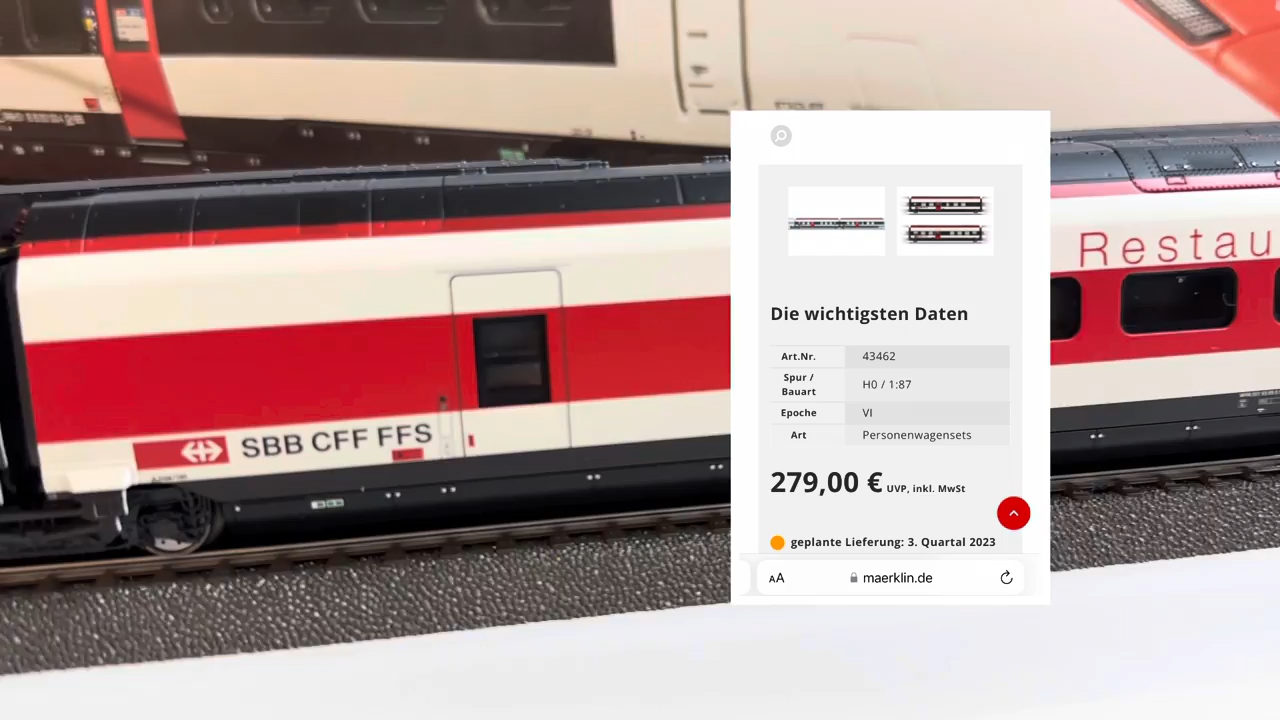 SBB CFF FFS
Restau
Die wichtigsten Daten
Art.Nr. 43462
Spur / Bauart H0 / 1:87
Epoche VI
Art Personenwagensets
279,00 € UVP, inkl. MwSt
geplante Lieferung: 3. Quartal 2023
AA maerklin.de